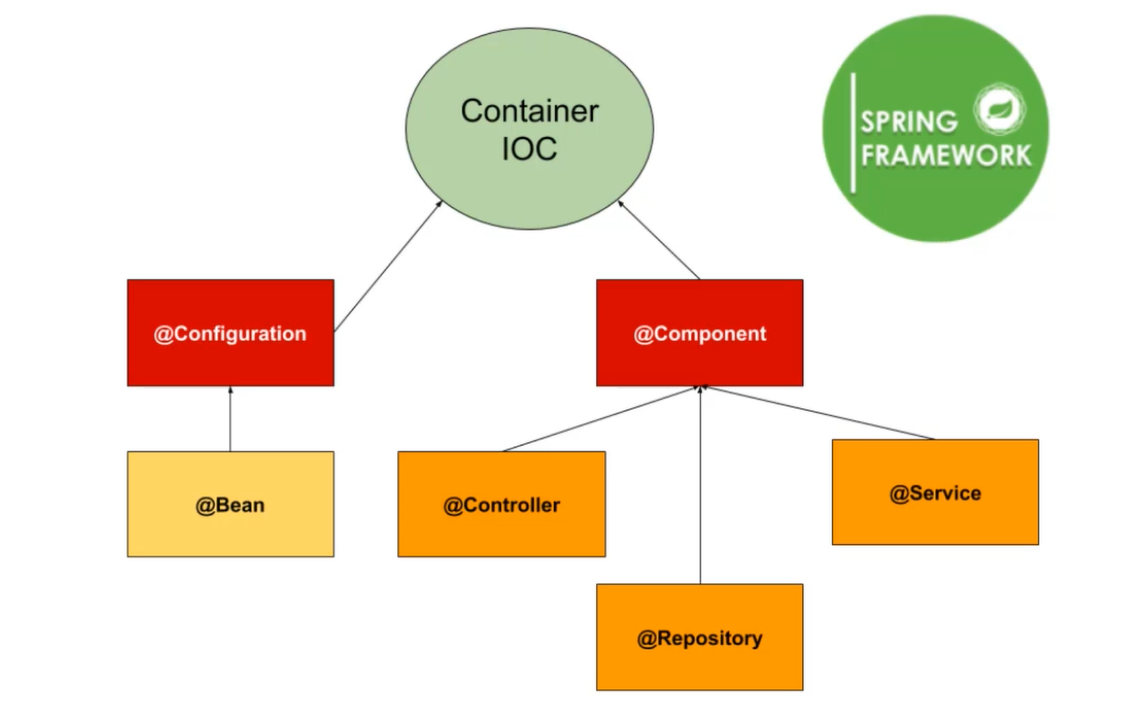 Container
IOC
SPRING
FRAMEWORK
@Configuration
@Component
@Bean
@Controller
@Service
@Repository